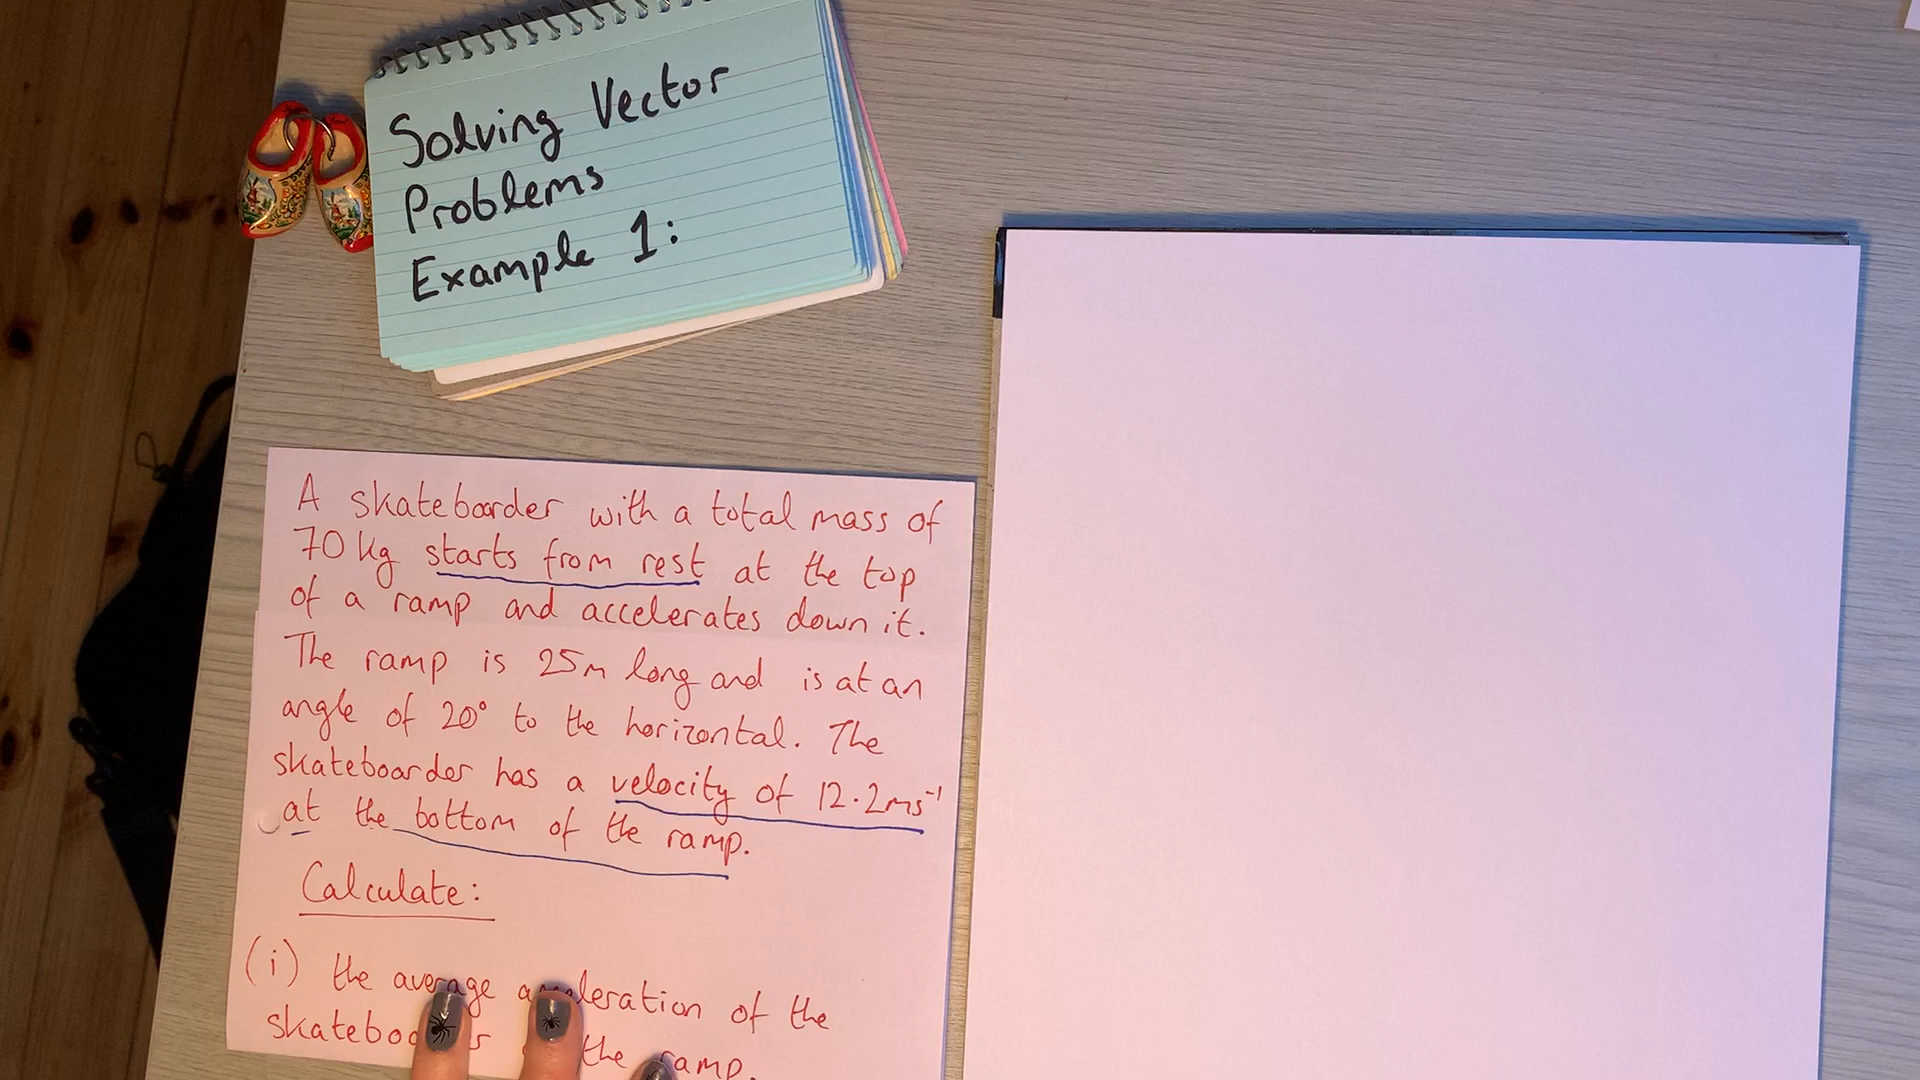 Solving Vector
Problems
Example 1:
A skateboarder with a total mass of
70 kg starts from rest at the top
of a ramp and accelerates down it.
The ramp is 25m long and is at an
angle of 20° to the horizontal. The
skateboarder has a velocity of 12.2ms⁻¹
at the bottom of the ramp.
Calculate:
(i) the average acceleration of the
the ramp.